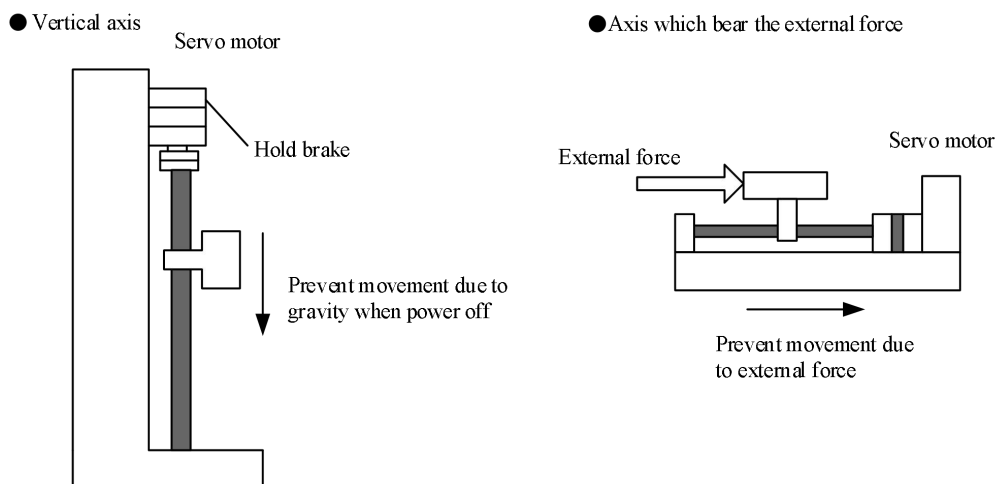 ● Vertical axis
Servo motor
Hold brake
Prevent movement due to
gravity when power off
●Axis which bear the external force
Servo motor
External force
Prevent movement due
to external force